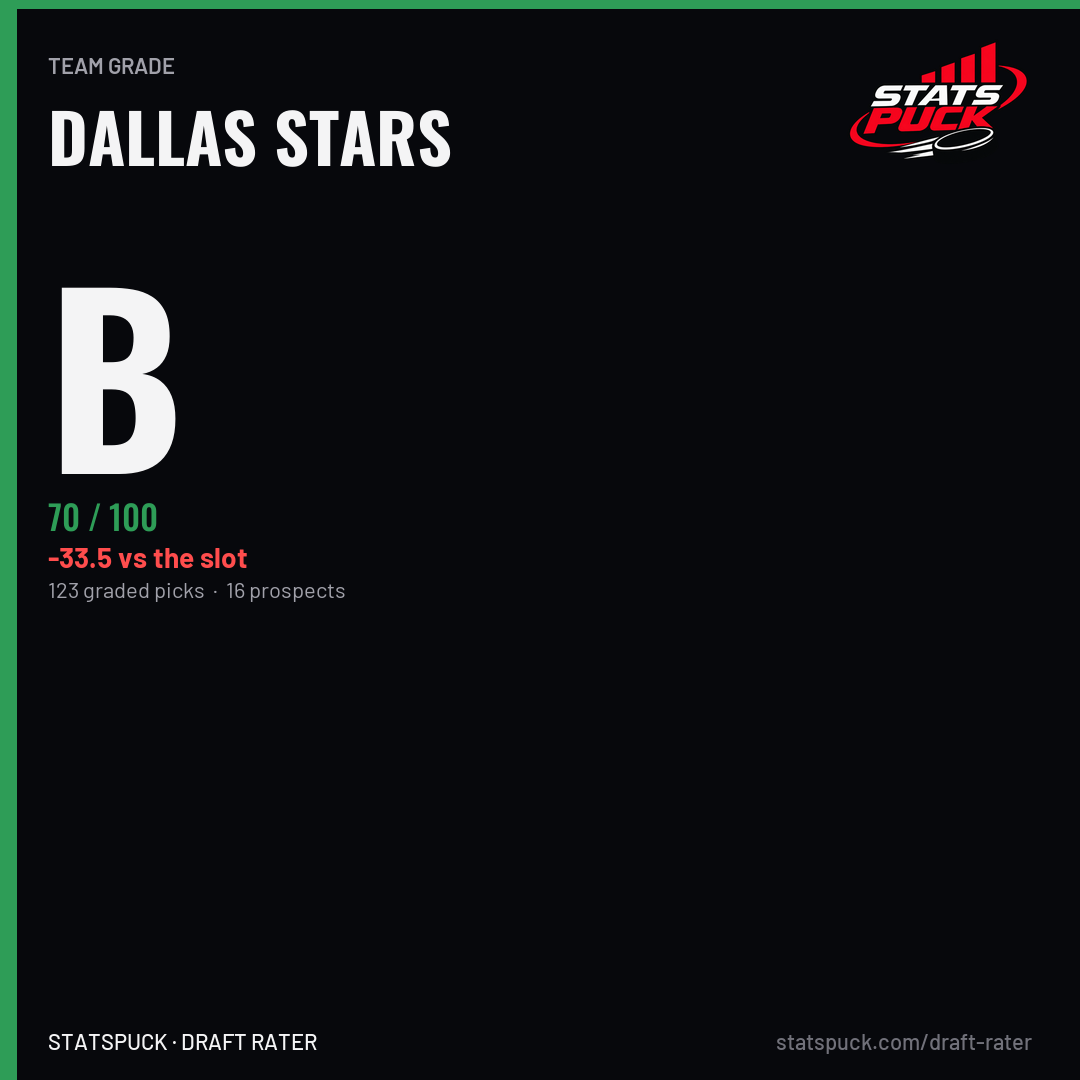 TEAM GRADE
DALLAS STARS
STATS
PUCK
B
70 / 100
-33.5 vs the slot
123 graded picks · 16 prospects
STATSPUCK · DRAFT RATER
statspuck.com/draft-rater